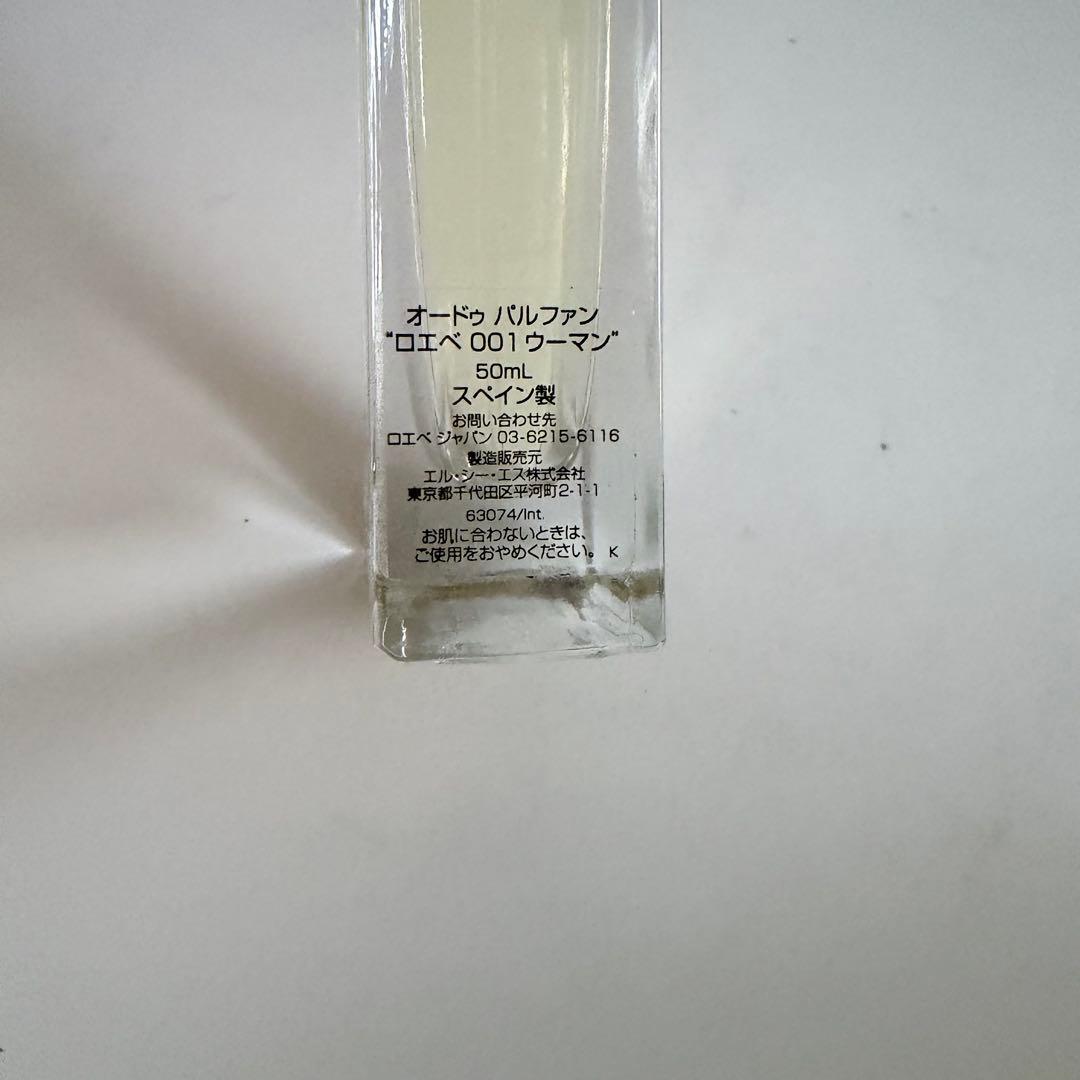 オードゥ パルファン
“ロエベ 001ウーマン”
50mL
スペイン製
お問い合わせ先
ロエベ ジャパン 03-6215-6116
製造販売元
エル・シー・エス株式会社
東京都千代田区平河町2-1-1
63074/Int.
お肌に合わないときは、
ご使用をおやめください。 K